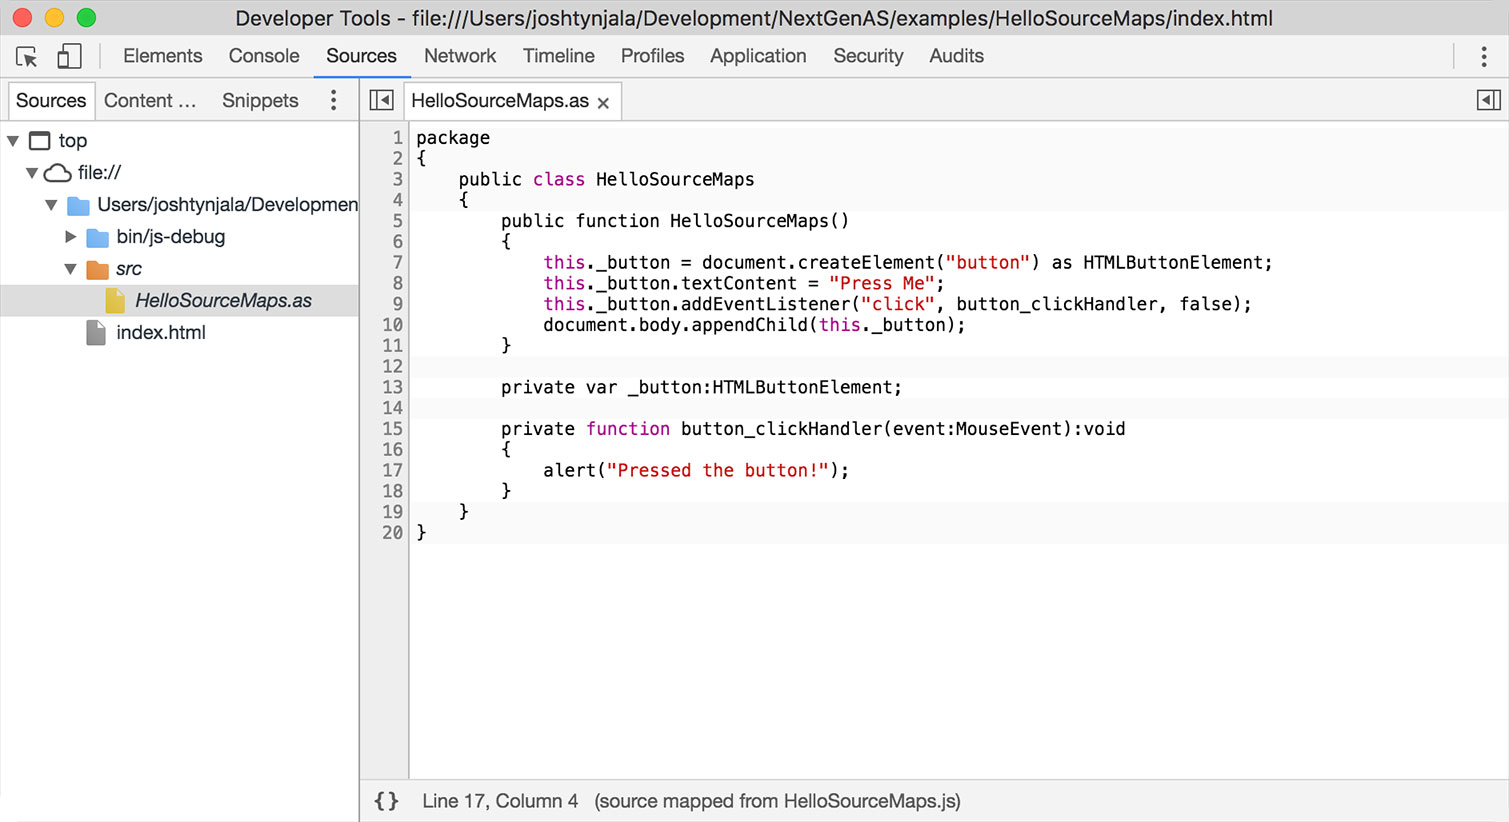 Developer Tools - file:///Users/joshtynjala/Development/NextGenAS/examples/HelloSourceMaps/index.html
Elements Console Sources Network Timeline Profiles Application Security Audits
Sources Content ... Snippets
HelloSourceMaps.as ×
top
file://
Users/joshtynjala/Developmen
bin/js-debug
src
HelloSourceMaps.as
index.html
1 package
2 {
3     public class HelloSourceMaps
4     {
5         public function HelloSourceMaps()
6         {
7             this._button = document.createElement("button") as HTMLButtonElement;
8             this._button.textContent = "Press Me";
9             this._button.addEventListener("click", button_clickHandler, false);
10             document.body.appendChild(this._button);
11         }
12
13         private var _button:HTMLButtonElement;
14
15         private function button_clickHandler(event:MouseEvent):void
16         {
17             alert("Pressed the button!");
18         }
19     }
20 }
{} Line 17, Column 4 (source mapped from HelloSourceMaps.js)